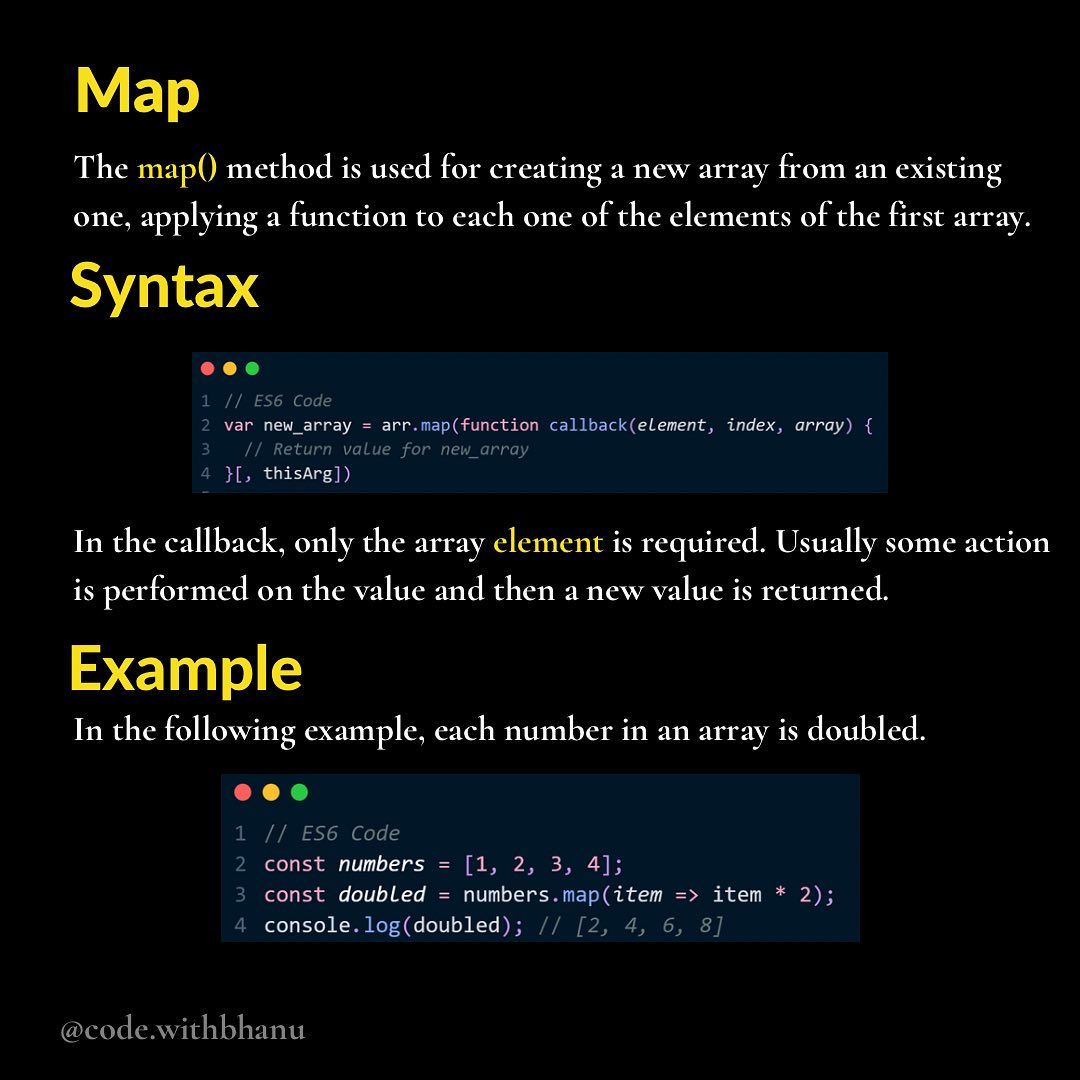 Map
The map() method is used for creating a new array from an existing
one, applying a function to each one of the elements of the first array.
Syntax
1 // ES6 Code
2 var new_array = arr.map(function callback(element, index, array) {
3   // Return value for new_array
4 }[, thisArg])
In the callback, only the array element is required. Usually some action
is performed on the value and then a new value is returned.
Example
In the following example, each number in an array is doubled.
1 // ES6 Code
2 const numbers = [1, 2, 3, 4];
3 const doubled = numbers.map(item => item * 2);
4 console.log(doubled); // [2, 4, 6, 8]
@code.withbhanu